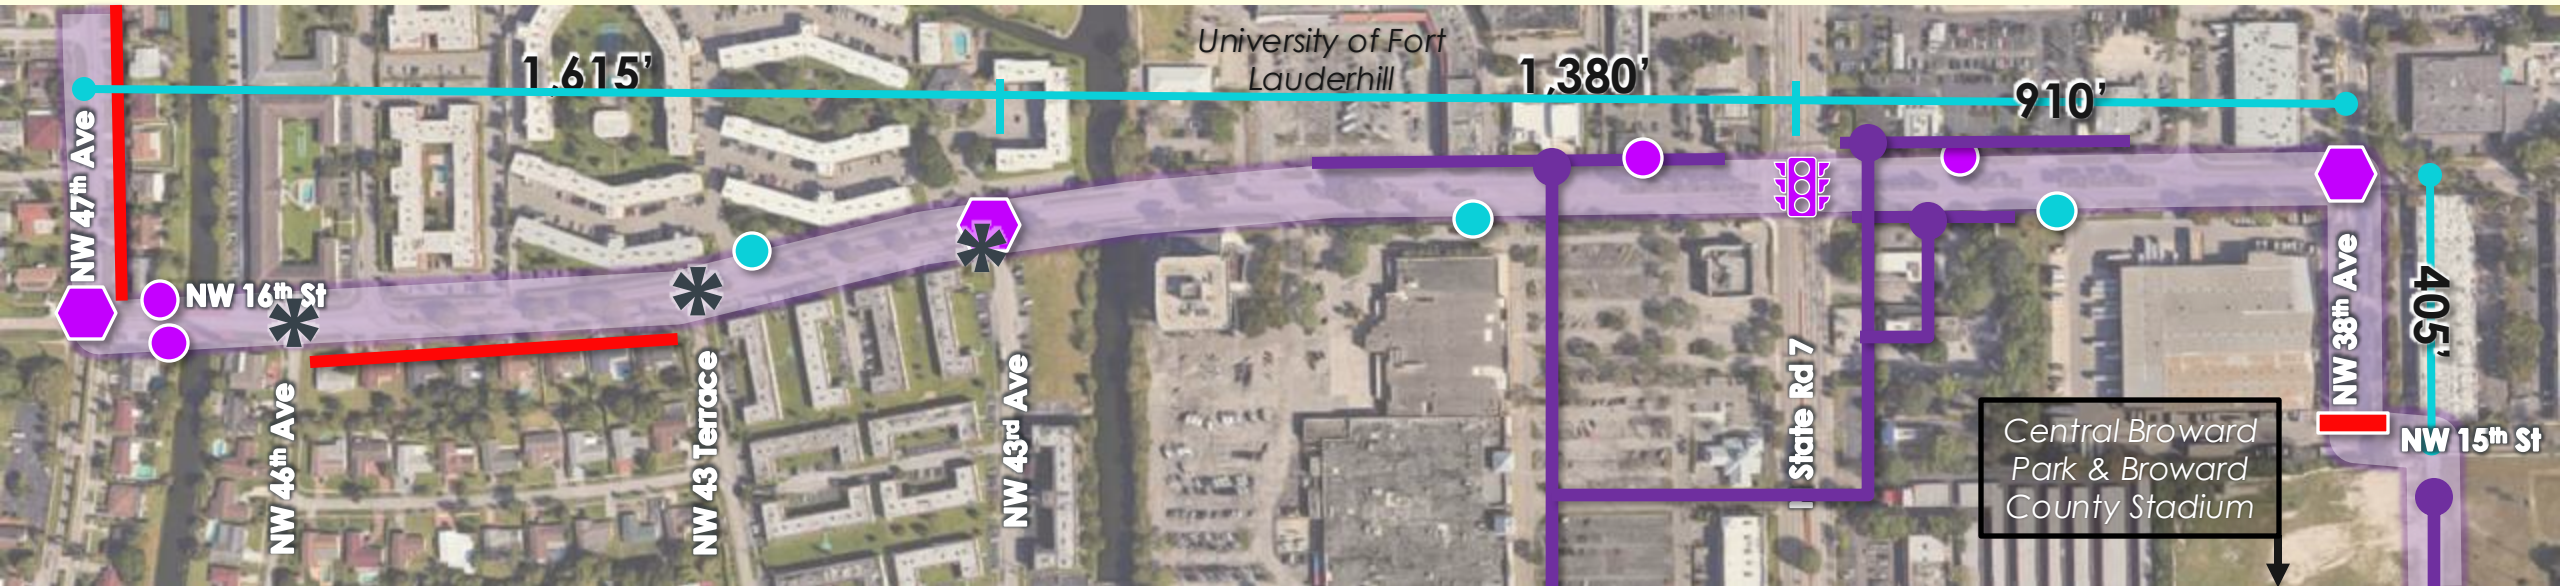 University of Fort
Lauderhill
1,615’
1,380’
910’
NW 47th Ave
NW 16th St
NW 46th Ave
NW 43 Terrace
NW 43rd Ave
State Rd 7
NW 38th Ave
405’
NW 15th St
Central Broward
Park & Broward
County Stadium